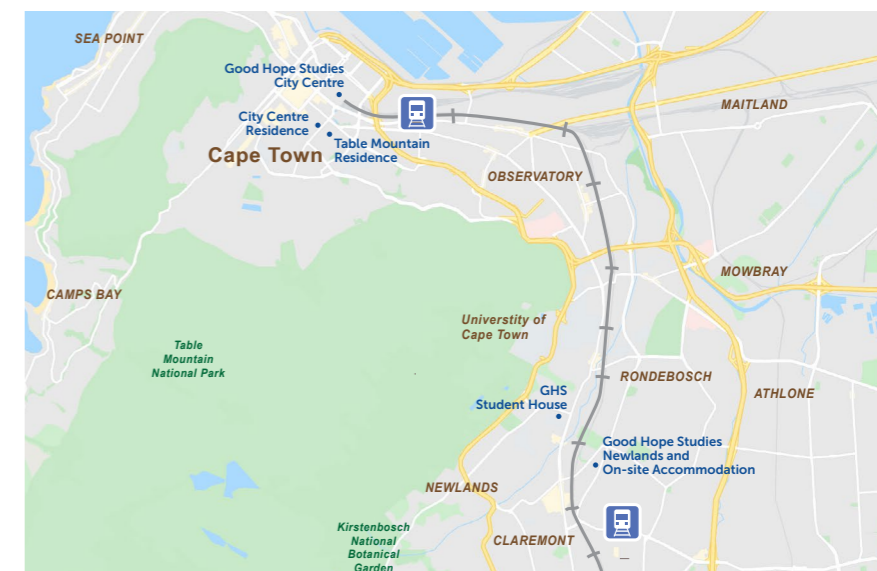 SEA POINT
Good Hope Studies
City Centre
MAITLAND
City Centre
Residence
Table Mountain
Residence
Cape Town
OBSERVATORY
MOWBRAY
CAMPS BAY
Universtity of
Cape Town
Table
Mountain
National Park
RONDEBOSCH
GHS
Student House
ATHLONE
Good Hope Studies
Newlands and
On-site Accommodation
NEWLANDS
Kirstenbosch
National
Botanical
Garden
CLAREMONT